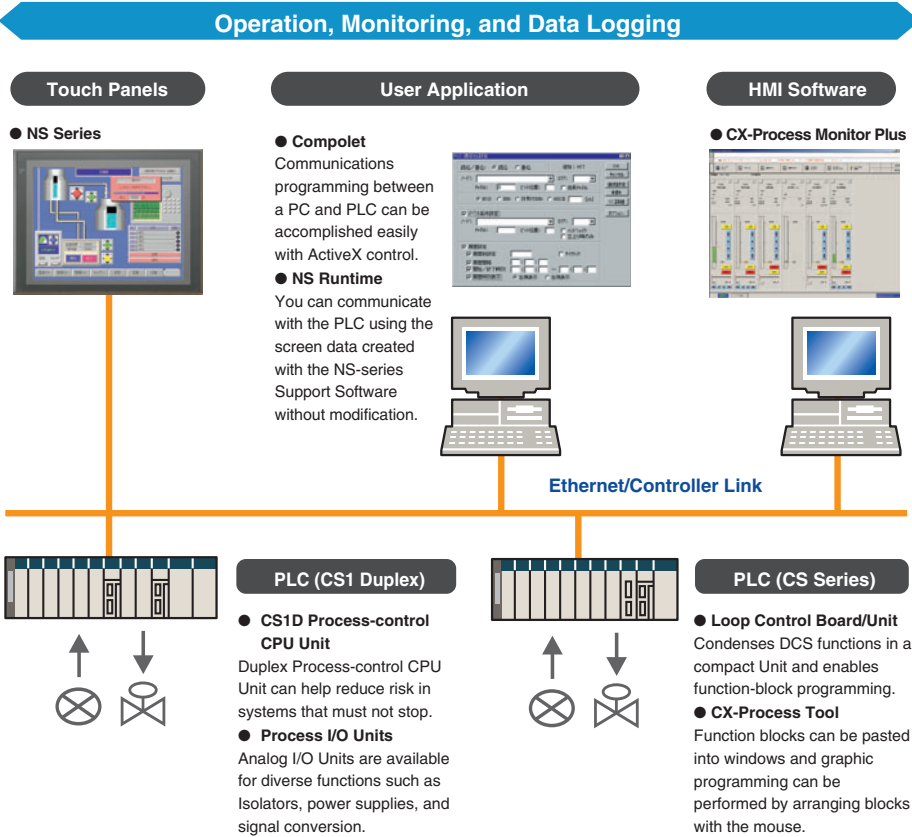 Operation, Monitoring, and Data Logging
Touch Panels
● NS Series
User Application
● Compolet
Communications
programming between
a PC and PLC can be
accomplished easily
with ActiveX control.
● NS Runtime
You can communicate
with the PLC using the
screen data created
with the NS-series
Support Software
without modification.
HMI Software
● CX-Process Monitor Plus
Ethernet/Controller Link
PLC (CS1 Duplex)
● CS1D Process-control
CPU Unit
Duplex Process-control CPU
Unit can help reduce risk in
systems that must not stop.
● Process I/O Units
Analog I/O Units are available
for diverse functions such as
Isolators, power supplies, and
signal conversion.
PLC (CS Series)
● Loop Control Board/Unit
Condenses DCS functions in a
compact Unit and enables
function-block programming.
● CX-Process Tool
Function blocks can be pasted
into windows and graphic
programming can be
performed by arranging blocks
with the mouse.